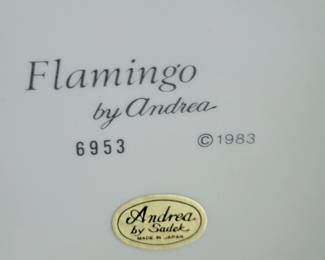 Flamingo
by Andrea
6953 ©1983
Andrea
by Sadek
MADE IN JAPAN